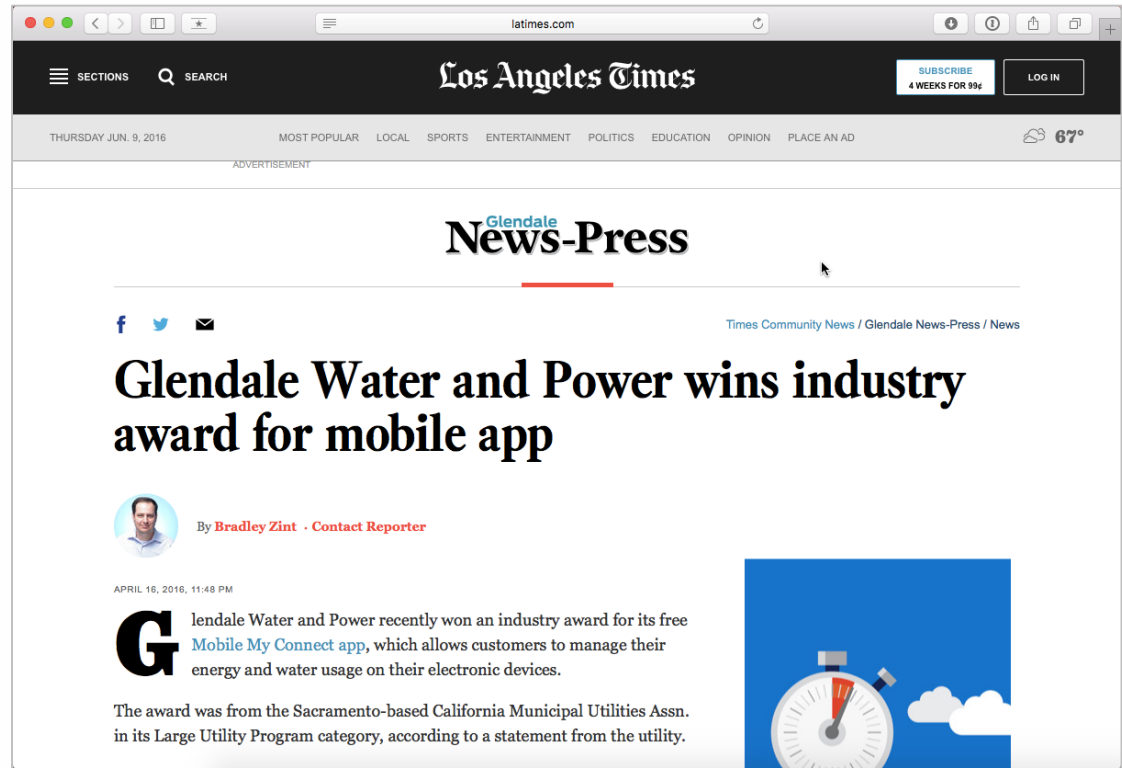 latimes.com
SECTIONS
SEARCH
Los Angeles Times
SUBSCRIBE
4 WEEKS FOR 99¢
LOG IN
THURSDAY JUN. 9, 2016
MOST POPULAR LOCAL SPORTS ENTERTAINMENT POLITICS EDUCATION OPINION PLACE AN AD
67°
ADVERTISEMENT
Glendale
News-Press
Times Community News / Glendale News-Press / News
Glendale Water and Power wins industry
award for mobile app
By Bradley Zint · Contact Reporter
APRIL 16, 2016, 11:48 PM
Glendale Water and Power recently won an industry award for its free
Mobile My Connect app, which allows customers to manage their
energy and water usage on their electronic devices.
The award was from the Sacramento-based California Municipal Utilities Assn.
in its Large Utility Program category, according to a statement from the utility.